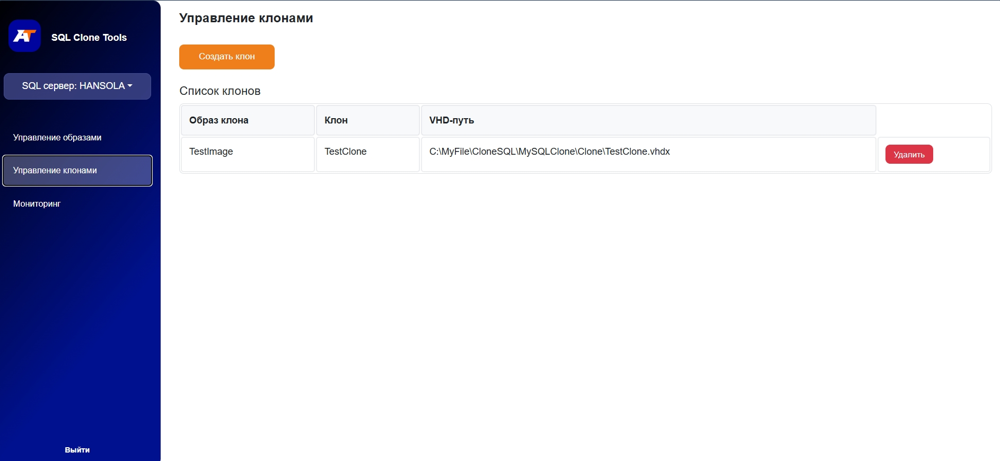 AT
SQL Clone Tools
SQL сервер: HANSOLA
Управление образами
Управление клонами
Мониторинг
Выйти
Управление клонами
Создать клон
Список клонов
Образ клона Клон VHD-путь
TestImage TestClone C:\MyFile\CloneSQL\MySQLClone\Clone\TestClone.vhdx Удалить